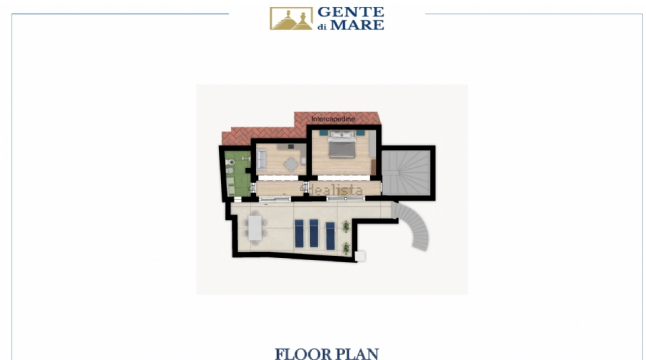 GENTE
di MARE
Intercapedine
idealista
FLOOR PLAN